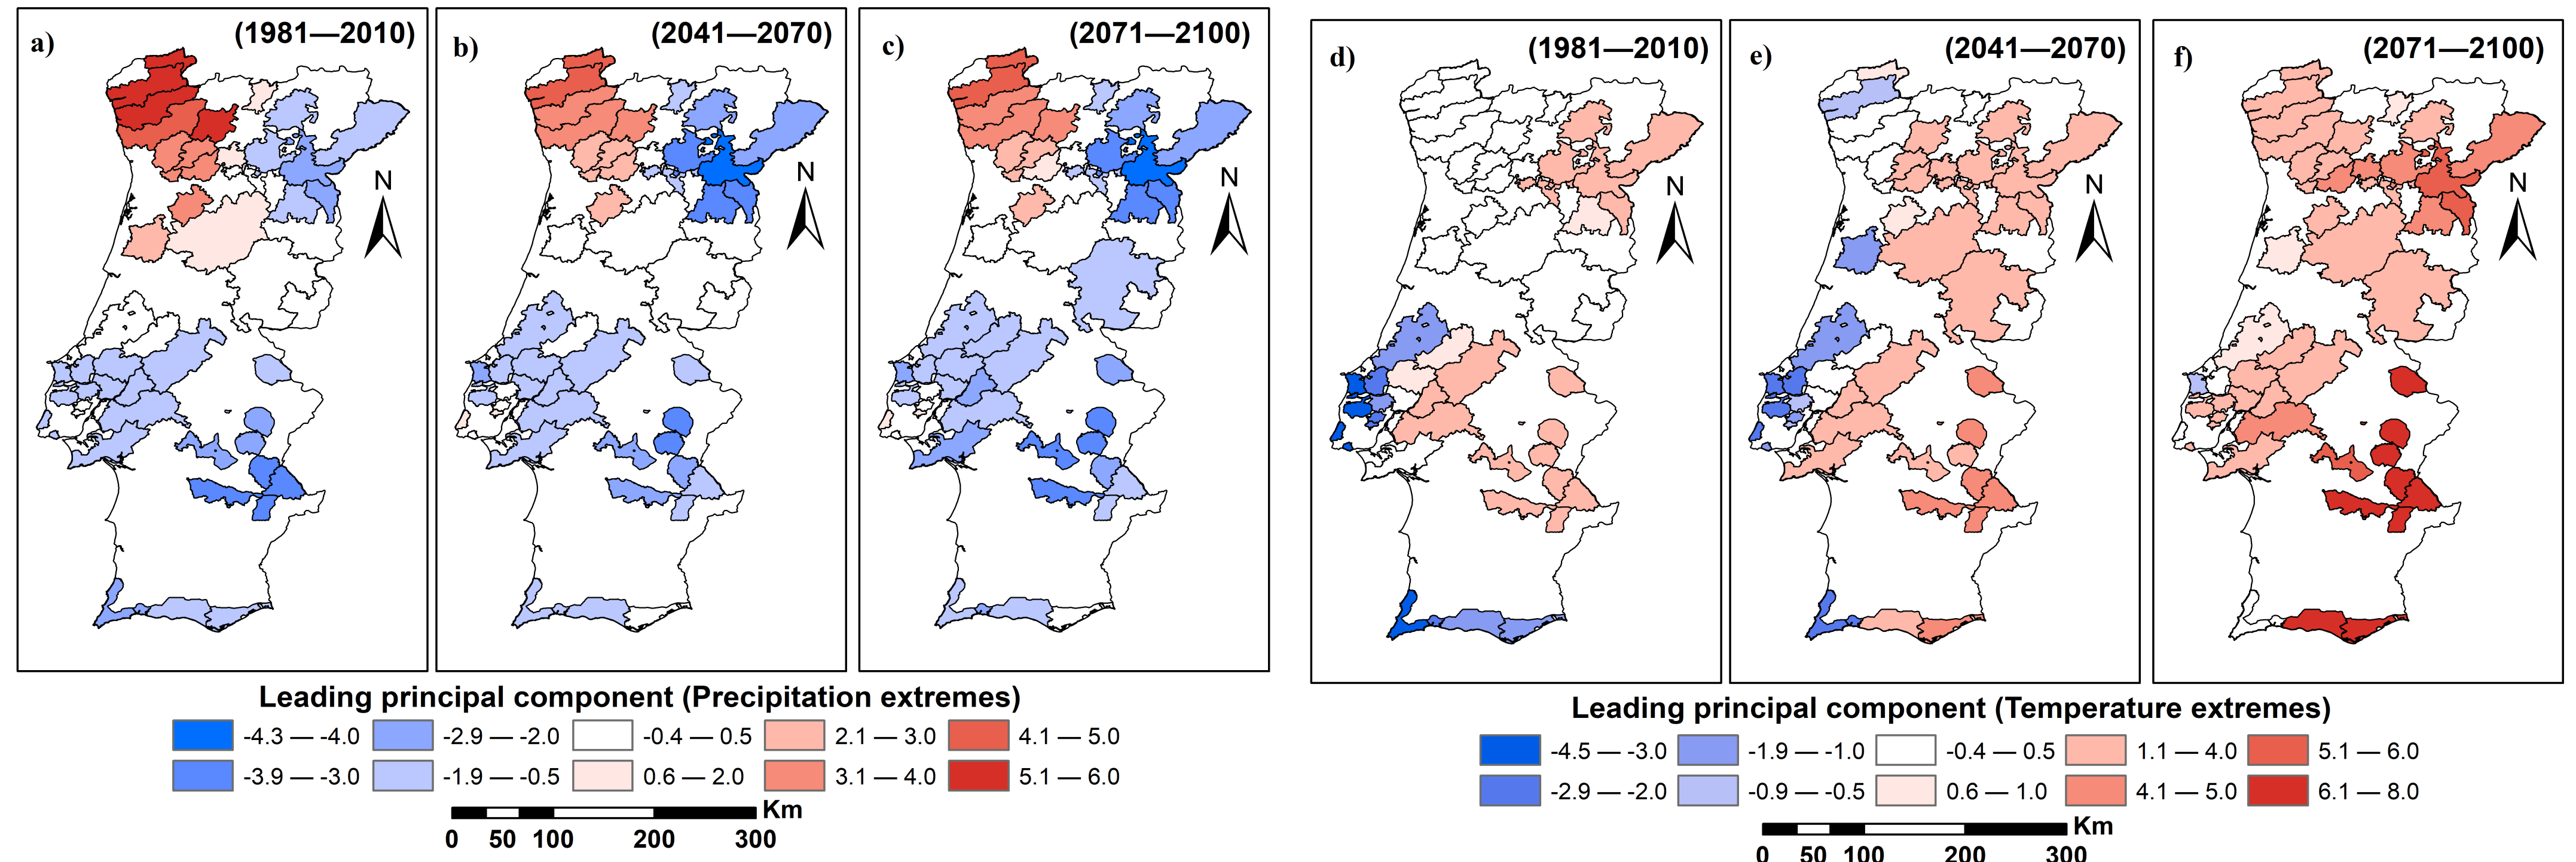 a) (1981—2010)
b) (2041—2070)
c) (2071—2100)
d) (1981—2010)
e) (2041—2070)
f) (2071—2100)
N
N
N
N
N
N
Leading principal component (Precipitation extremes)
-4.3 — -4.0 -2.9 — -2.0 -0.4 — 0.5 2.1 — 3.0 4.1 — 5.0
-3.9 — -3.0 -1.9 — -0.5 0.6 — 2.0 3.1 — 4.0 5.1 — 6.0
Km
0 50 100 200 300
Leading principal component (Temperature extremes)
-4.5 — -3.0 -1.9 — -1.0 -0.4 — 0.5 1.1 — 4.0 5.1 — 6.0
-2.9 — -2.0 -0.9 — -0.5 0.6 — 1.0 4.1 — 5.0 6.1 — 8.0
Km
0 50 100 200 300